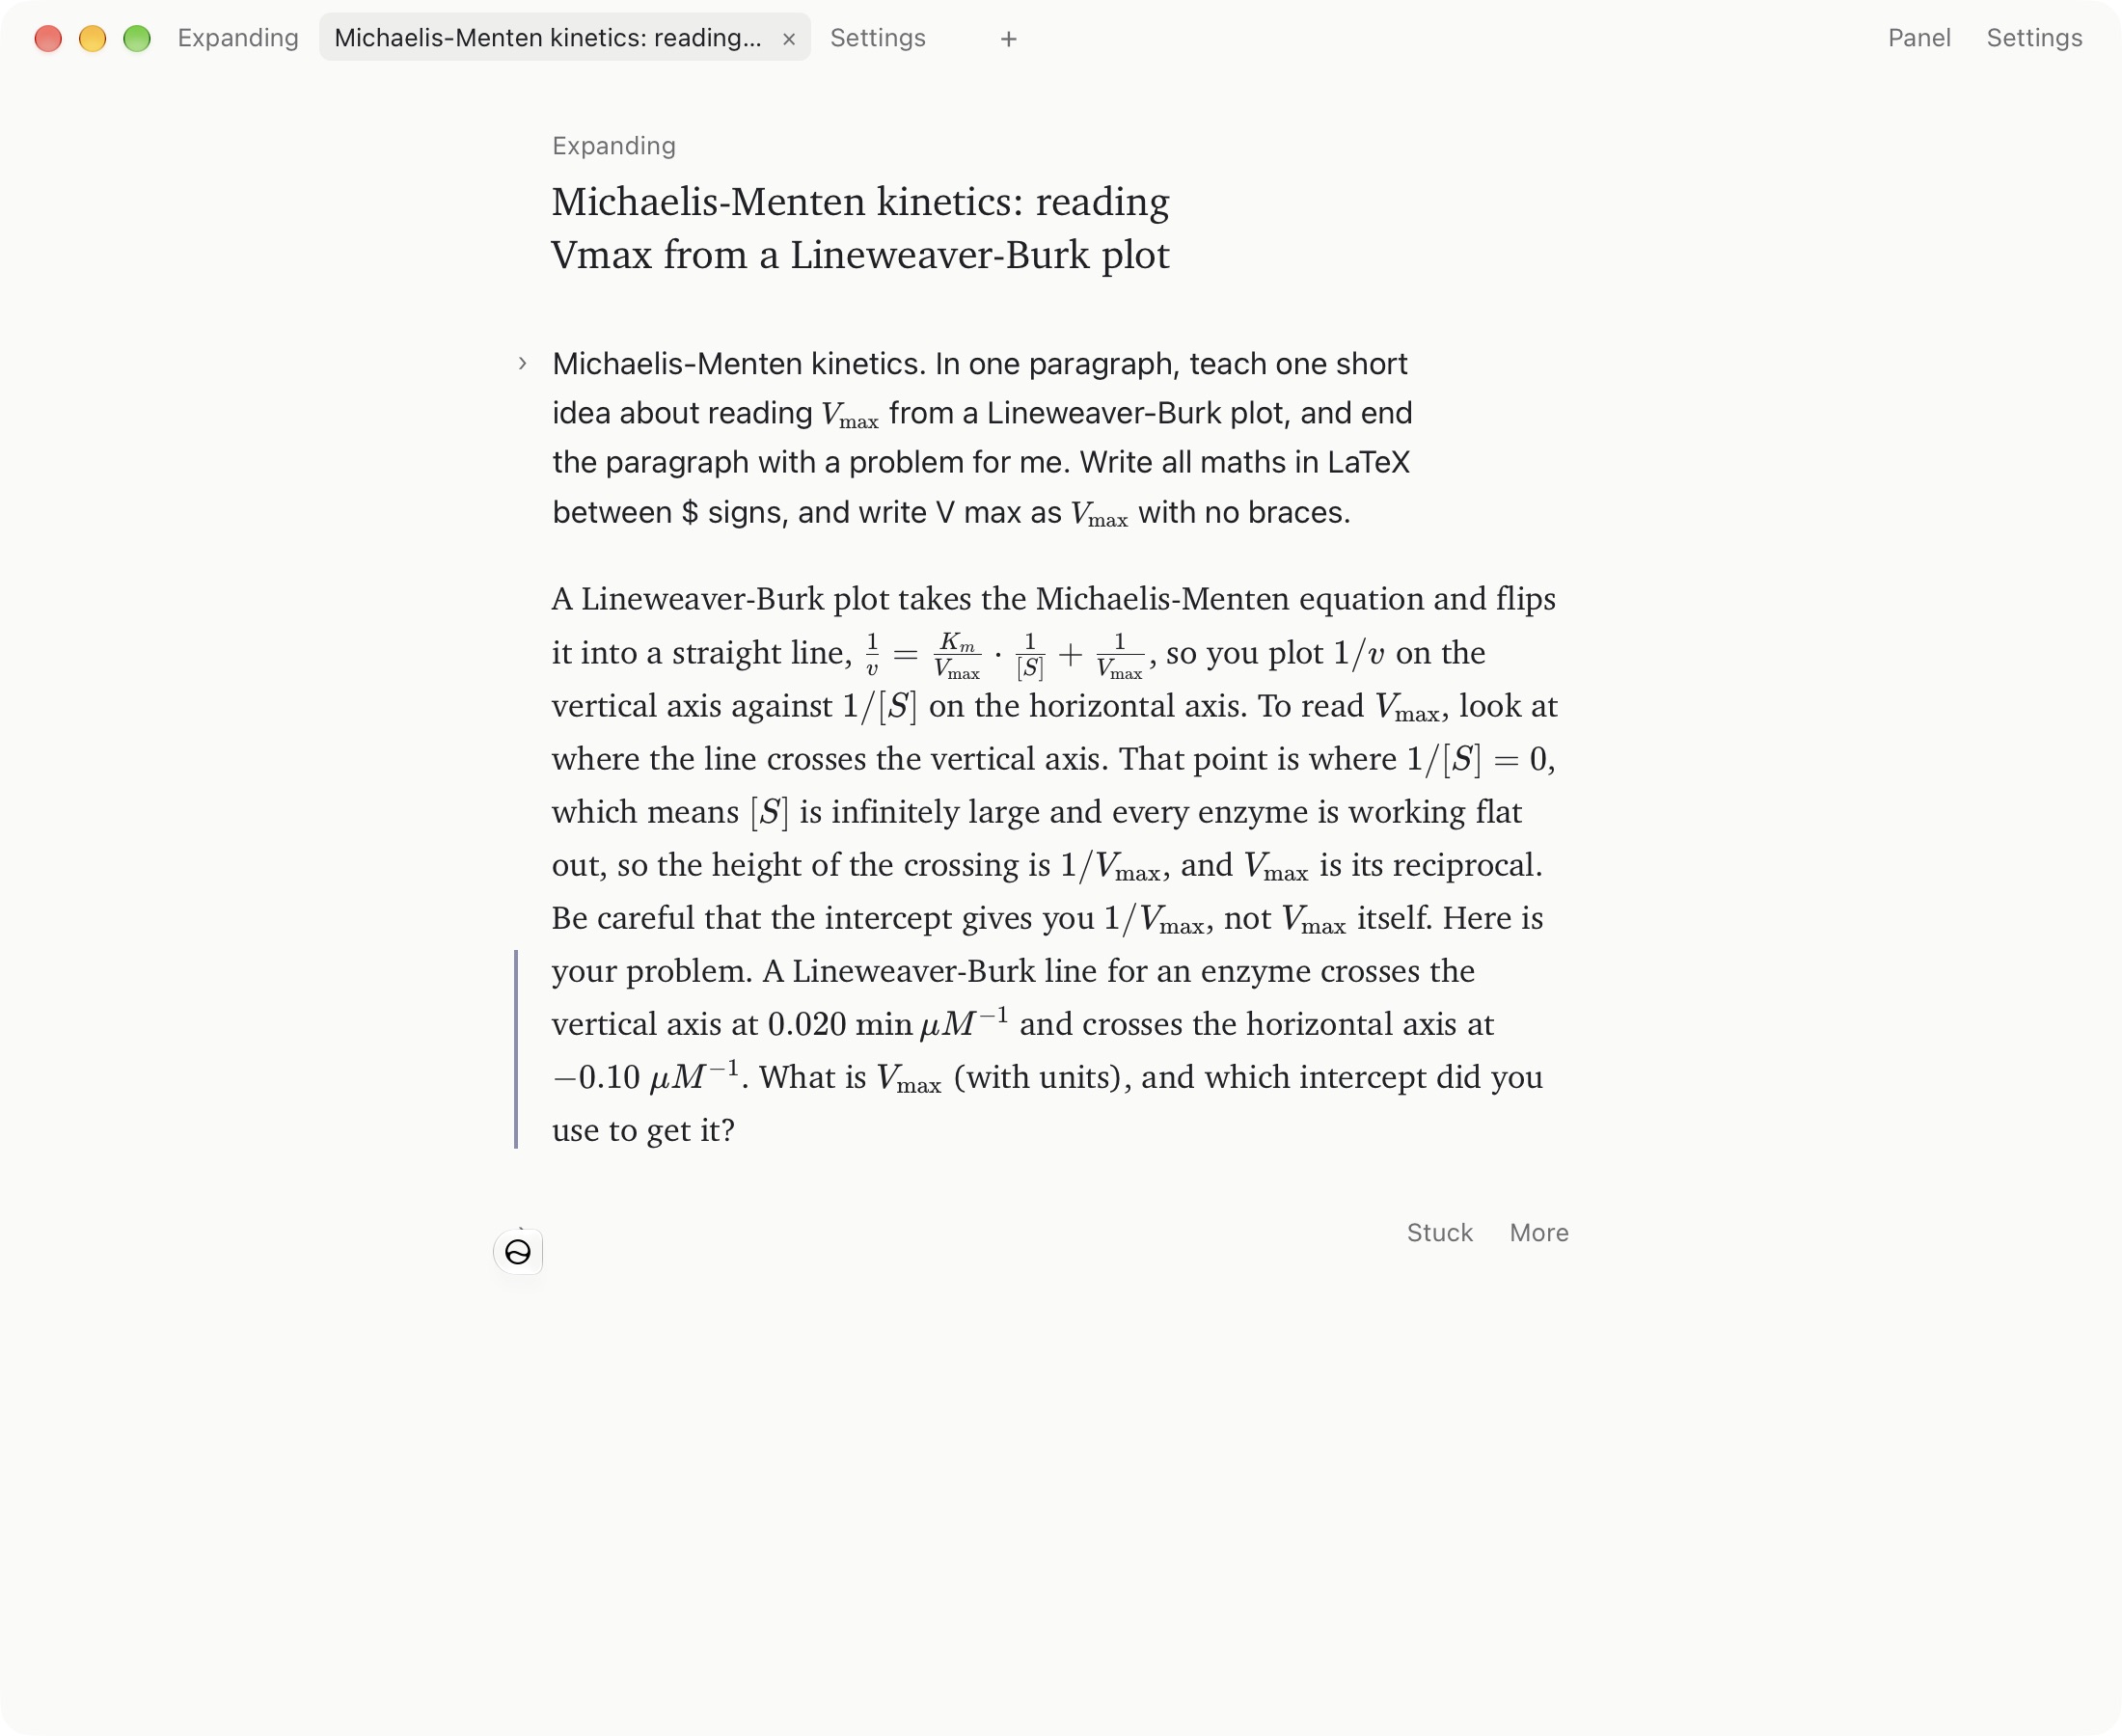 Expanding
Michaelis-Menten kinetics: reading... ×
Settings
+
Panel
Settings
Expanding
Michaelis-Menten kinetics: reading
Vmax from a Lineweaver-Burk plot
› Michaelis-Menten kinetics. In one paragraph, teach one short
idea about reading $V_\max$ from a Lineweaver-Burk plot, and end
the paragraph with a problem for me. Write all maths in LaTeX
between $ signs, and write V max as $V_\max$ with no braces.
A Lineweaver-Burk plot takes the Michaelis-Menten equation and flips
it into a straight line, $\frac{1}{v} = \frac{K_m}{V_\max} \cdot \frac{1}{[S]} + \frac{1}{V_\max}$, so you plot $1/v$ on the
vertical axis against $1/[S]$ on the horizontal axis. To read $V_\max$, look at
where the line crosses the vertical axis. That point is where $1/[S] = 0$,
which means $[S]$ is infinitely large and every enzyme is working flat
out, so the height of the crossing is $1/V_\max$, and $V_\max$ is its reciprocal.
Be careful that the intercept gives you $1/V_\max$, not $V_\max$ itself. Here is
your problem. A Lineweaver-Burk line for an enzyme crosses the
vertical axis at $0.020\ \min \mu M^{-1}$ and crosses the horizontal axis at
$-0.10\ \mu M^{-1}$. What is $V_\max$ (with units), and which intercept did you
use to get it?
Stuck
More